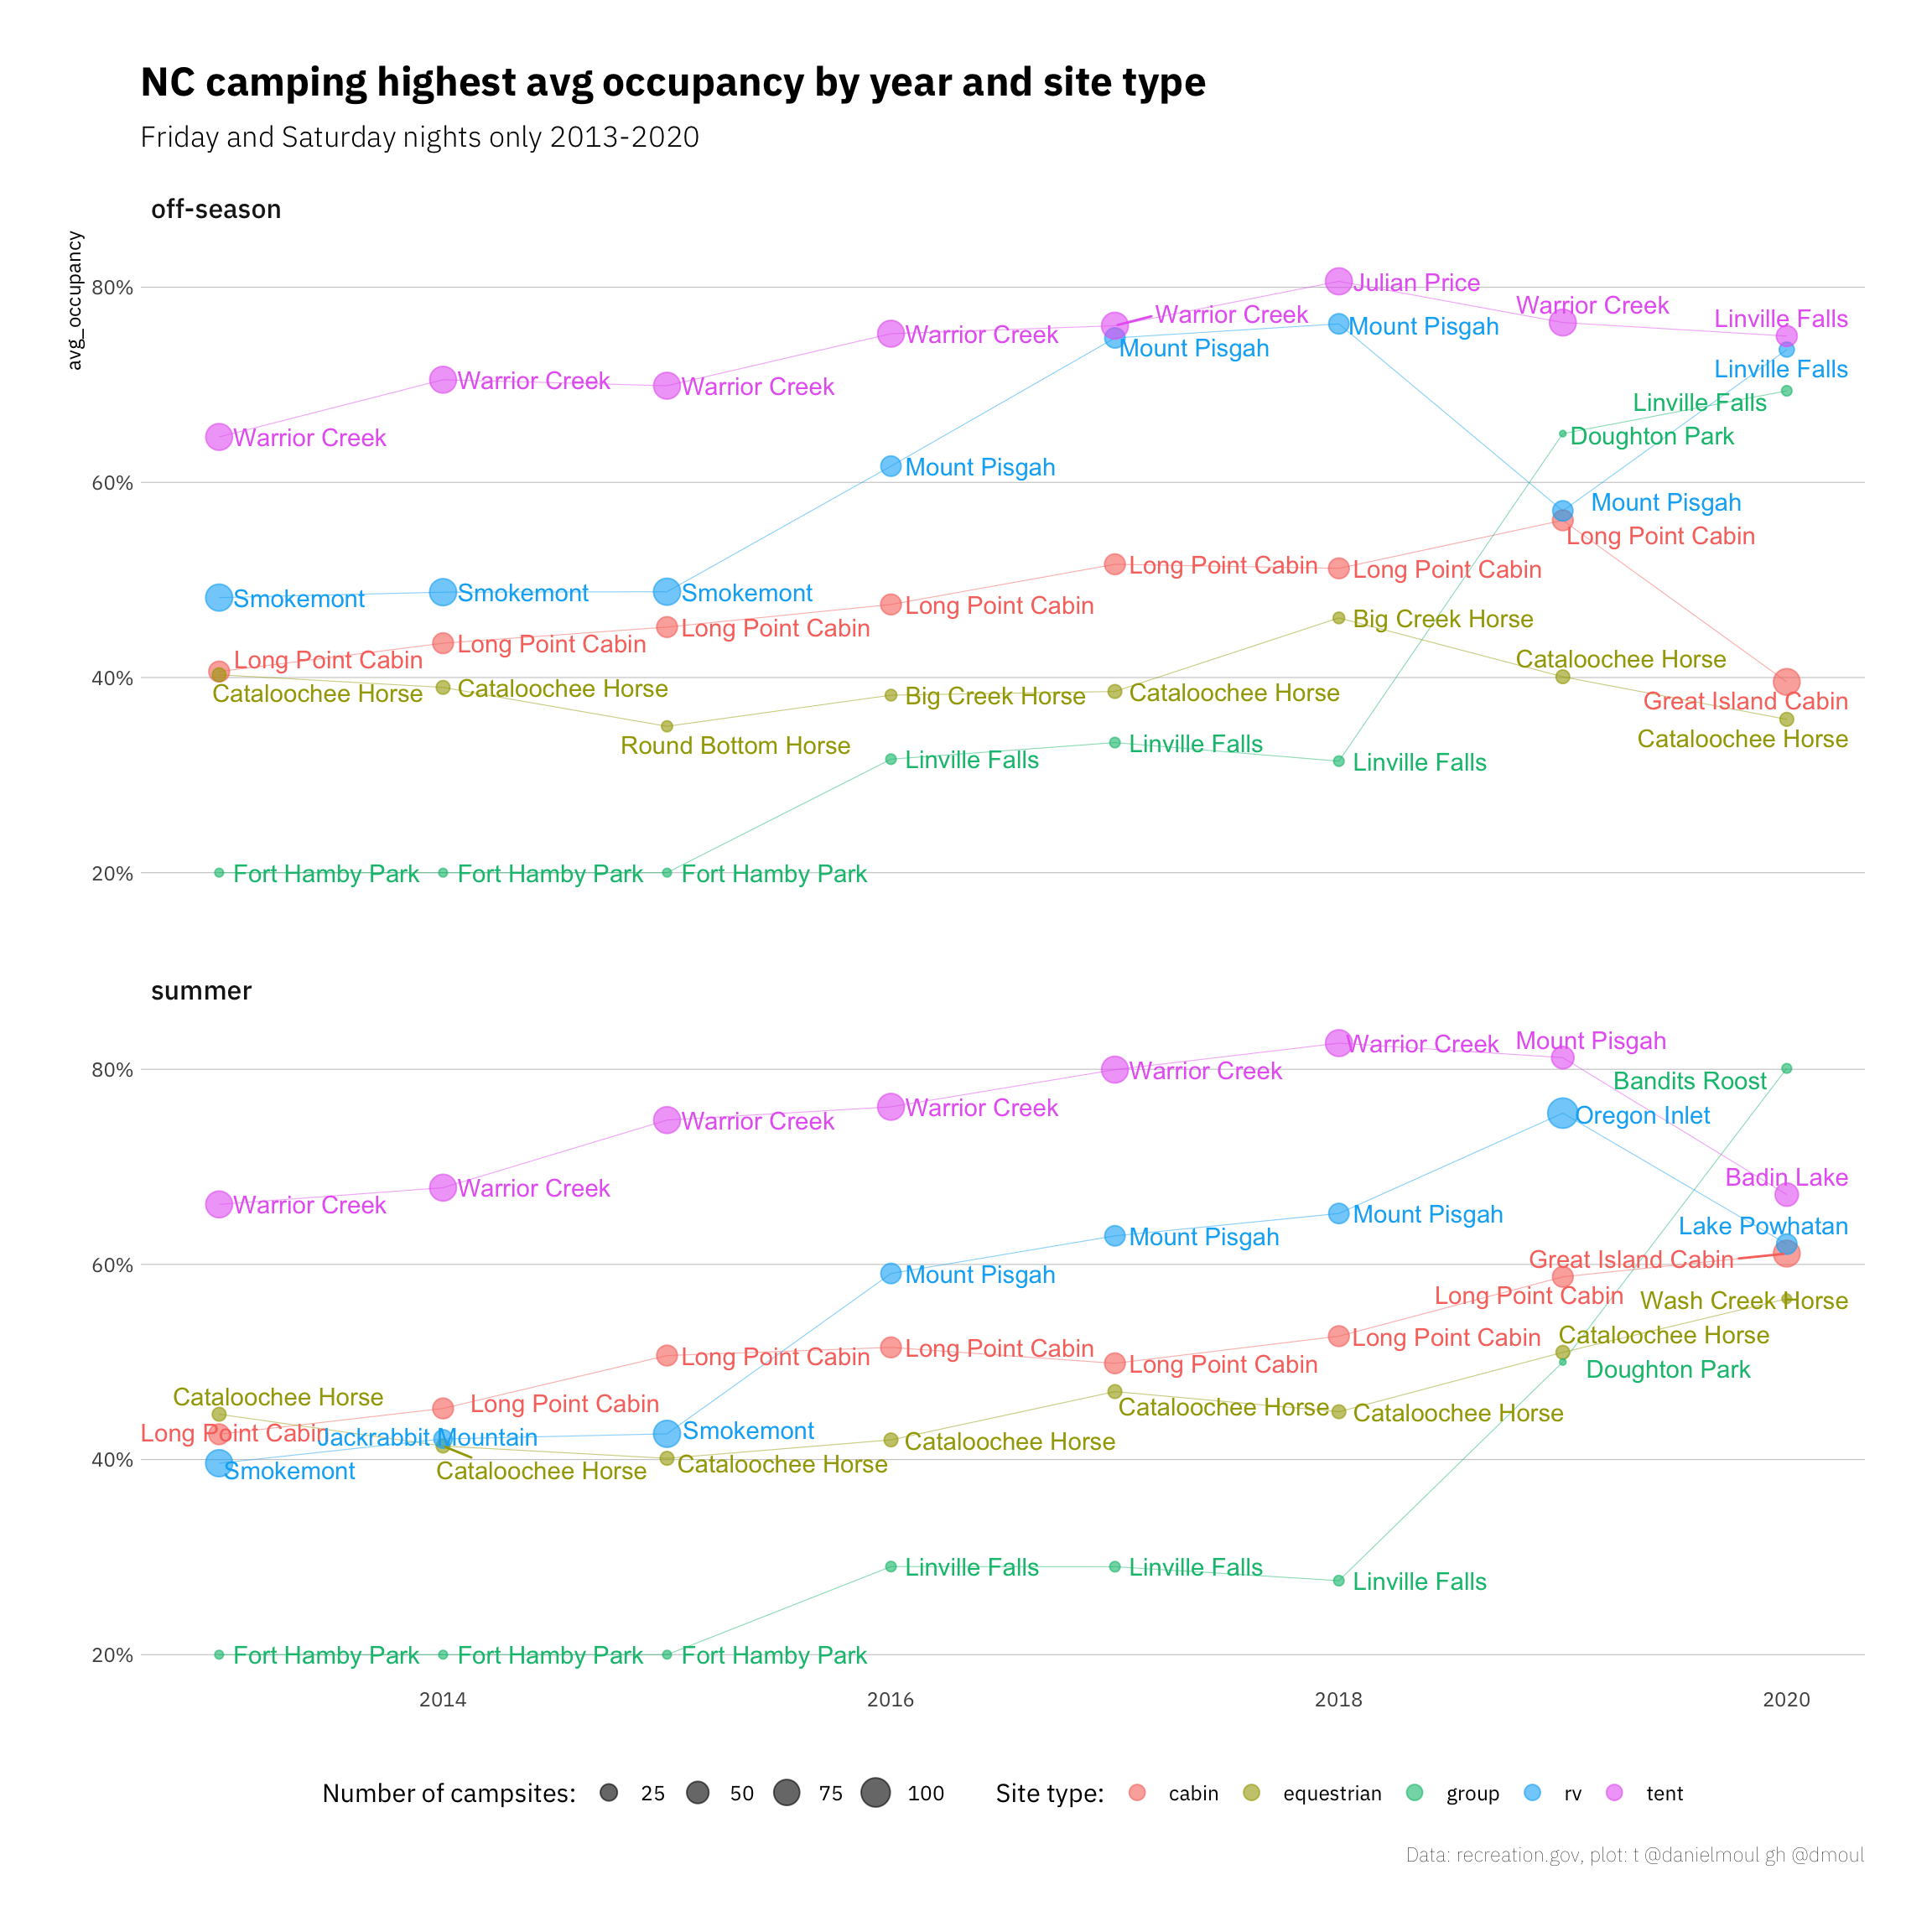 NC camping highest avg occupancy by year and site type
Friday and Saturday nights only 2013-2020
off-season
avg_occupancy
80%
Julian Price
Warrior Creek
Warrior Creek
Linville Falls
Warrior Creek
Mount Pisgah
Mount Pisgah
Linville Falls
Warrior Creek
Warrior Creek
Linville Falls
Warrior Creek
Doughton Park
Mount Pisgah
60%
Mount Pisgah
Long Point Cabin
Long Point Cabin
Long Point Cabin
Smokemont
Smokemont
Smokemont
Long Point Cabin
Big Creek Horse
Long Point Cabin
Long Point Cabin
Long Point Cabin
Cataloochee Horse
40%
Cataloochee Horse
Cataloochee Horse
Big Creek Horse
Cataloochee Horse
Great Island Cabin
Round Bottom Horse
Cataloochee Horse
Linville Falls
Linville Falls
Linville Falls
20%
Fort Hamby Park
Fort Hamby Park
Fort Hamby Park
summer
Warrior Creek
Mount Pisgah
80%
Warrior Creek
Bandits Roost
Warrior Creek
Oregon Inlet
Warrior Creek
Warrior Creek
Badin Lake
Warrior Creek
Mount Pisgah
Lake Powhatan
Mount Pisgah
60%
Great Island Cabin
Mount Pisgah
Long Point Cabin
Wash Creek Horse
Long Point Cabin
Cataloochee Horse
Long Point Cabin
Long Point Cabin
Long Point Cabin
Doughton Park
Cataloochee Horse
Long Point Cabin
Cataloochee Horse
Cataloochee Horse
Long Point Cabin
Jackrabbit Mountain
Smokemont
Cataloochee Horse
40%
Smokemont
Cataloochee Horse
Cataloochee Horse
Linville Falls
Linville Falls
Linville Falls
20%
Fort Hamby Park
Fort Hamby Park
Fort Hamby Park
2014
2016
2018
2020
Number of campsites: 25 50 75 100 Site type: cabin equestrian group rv tent
Data: recreation.gov, plot: t @danielmoul gh @dmoul